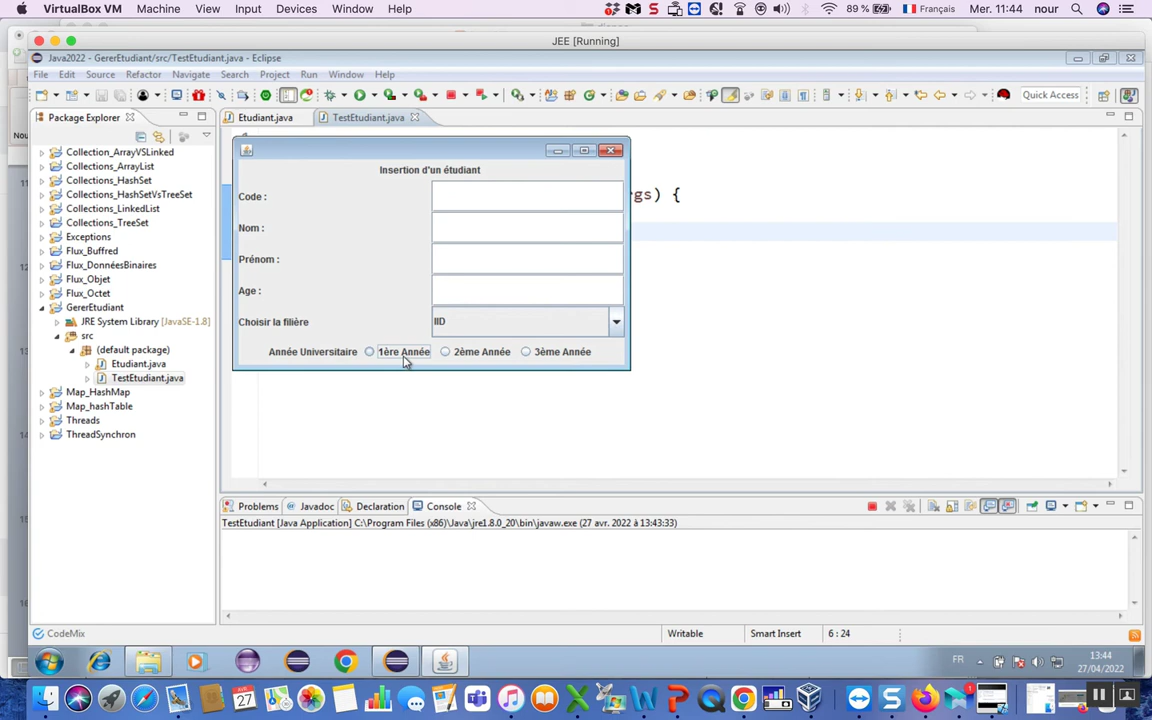 VirtualBox VM Machine View Input Devices Window Help 89 % Français Mer. 11:44 nour
JEE [Running]
Java2022 - GererEtudiant/src/TestEtudiant.java - Eclipse
File Edit Source Refactor Navigate Search Project Run Window Help
Quick Access
Package Explorer
Etudiant.java TestEtudiant.java
Collection_ArrayVSLinked
Collections_ArrayList
Collections_HashSet
Collections_HashSetVsTreeSet
Collections_LinkedList
Collections_TreeSet
Exceptions
Flux_Buffred
Flux_DonnéesBinaires
Flux_Objet
Flux_Octet
GererEtudiant
JRE System Library [JavaSE-1.8]
src
(default package)
Etudiant.java
TestEtudiant.java
Map_HashMap
Map_hashTable
Threads
ThreadSynchron
gs) {
Insertion d'un étudiant
Code :
Nom :
Prénom :
Age :
Choisir la filière IID
Année Universitaire 1ère Année 2ème Année 3ème Année
Problems Javadoc Declaration Console
TestEtudiant [Java Application] C:\Program Files (x86)\Java\jre1.8.0_20\bin\javaw.exe (27 avr. 2022 à 13:43:33)
CodeMix Writable Smart Insert 6 : 24
FR 13:44
27/04/2022